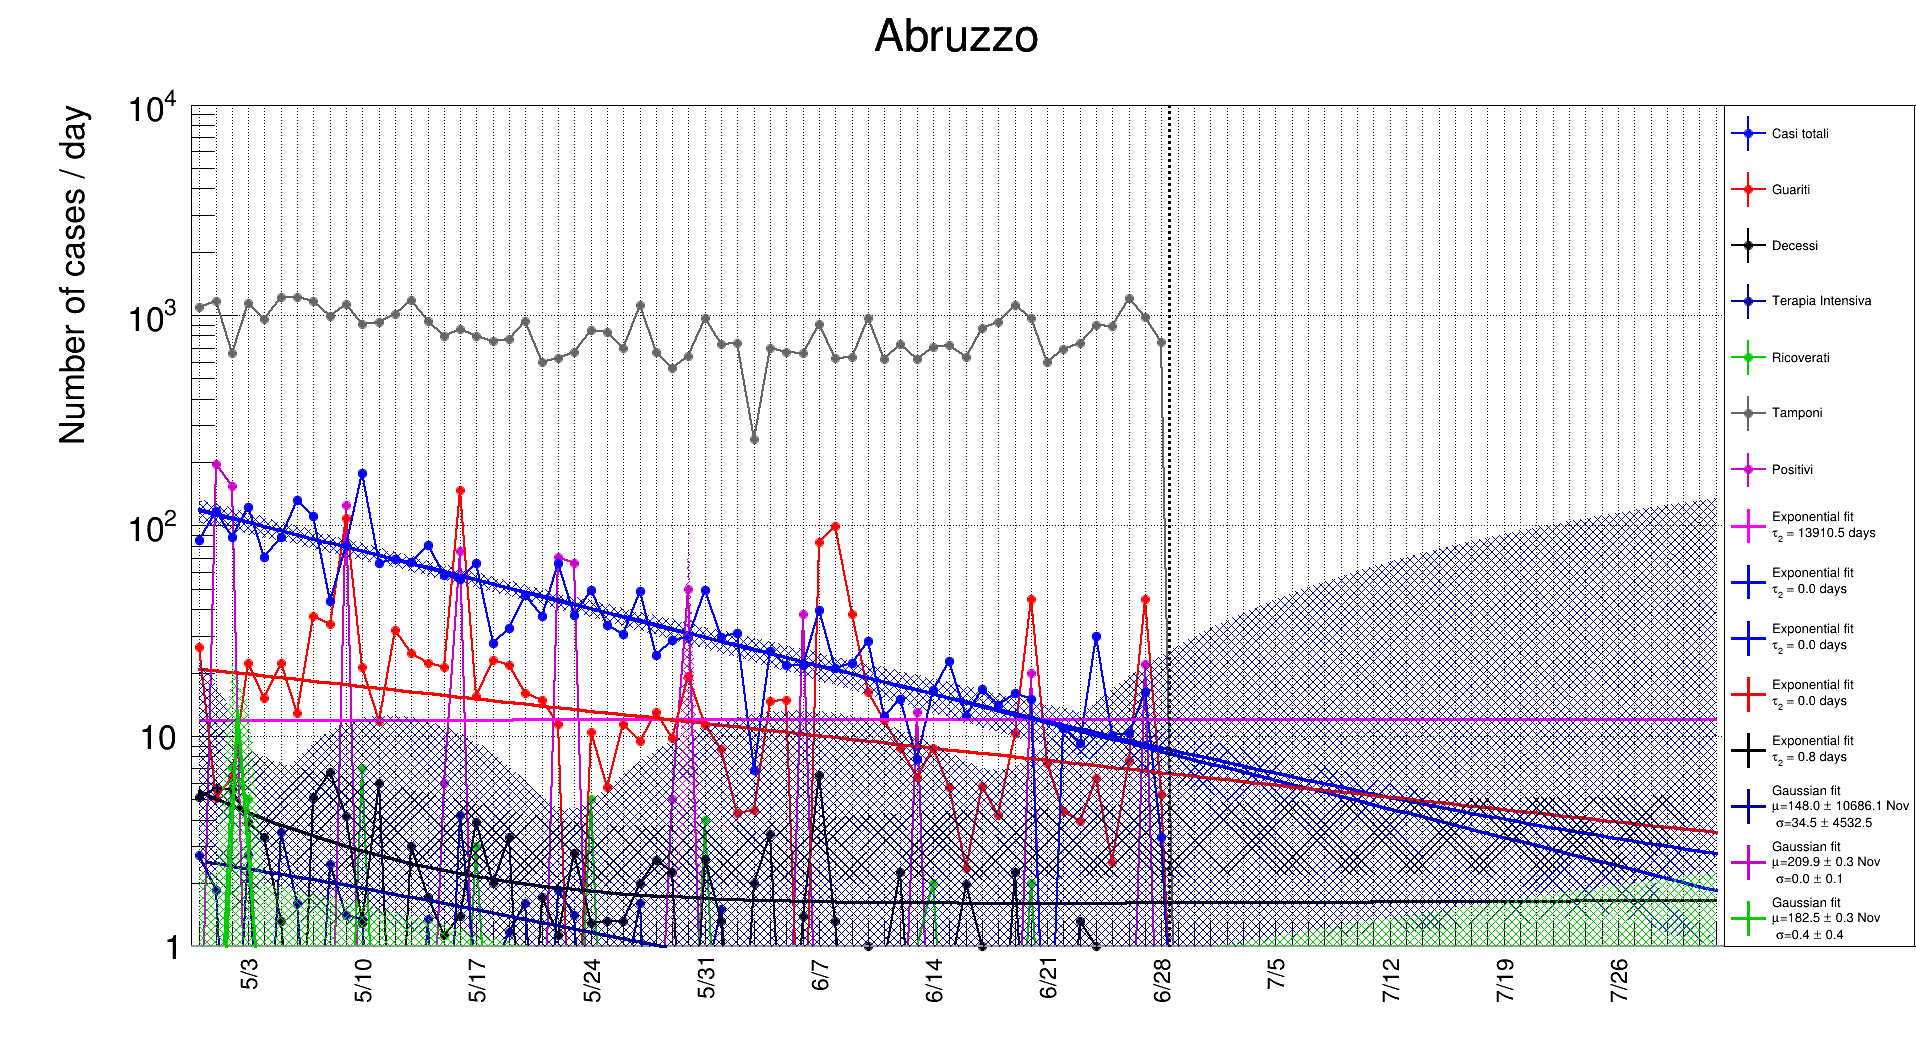 Abruzzo
Number of cases / day
10^4
10^3
10^2
10
1
5/3
5/10
5/17
5/24
5/31
6/7
6/14
6/21
6/28
7/5
7/12
7/19
7/26
Casi totali
Guariti
Decessi
Terapia Intensiva
Ricoverati
Tamponi
Positivi
Exponential fit
τ₂ = 13910.5 days
Exponential fit
τ₂ = 0.0 days
Exponential fit
τ₂ = 0.0 days
Exponential fit
τ₂ = 0.0 days
Exponential fit
τ₂ = 0.8 days
Gaussian fit
μ=148.0 ± 10686.1 Nov
σ=34.5 ± 4532.5
Gaussian fit
μ=209.9 ± 0.3 Nov
σ=0.0 ± 0.1
Gaussian fit
μ=182.5 ± 0.3 Nov
σ=0.4 ± 0.4